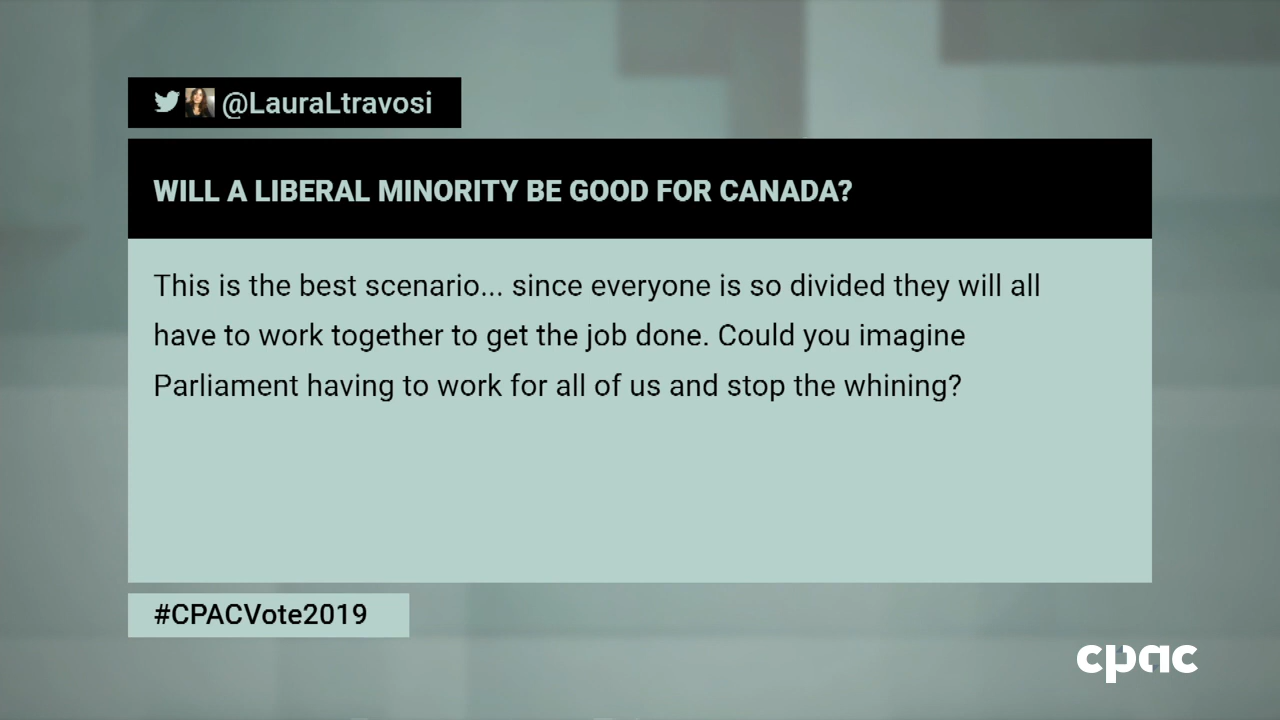 @LauraLtravosi
WILL A LIBERAL MINORITY BE GOOD FOR CANADA?
This is the best scenario... since everyone is so divided they will all
have to work together to get the job done. Could you imagine
Parliament having to work for all of us and stop the whining?
#CPACVote2019
cpac